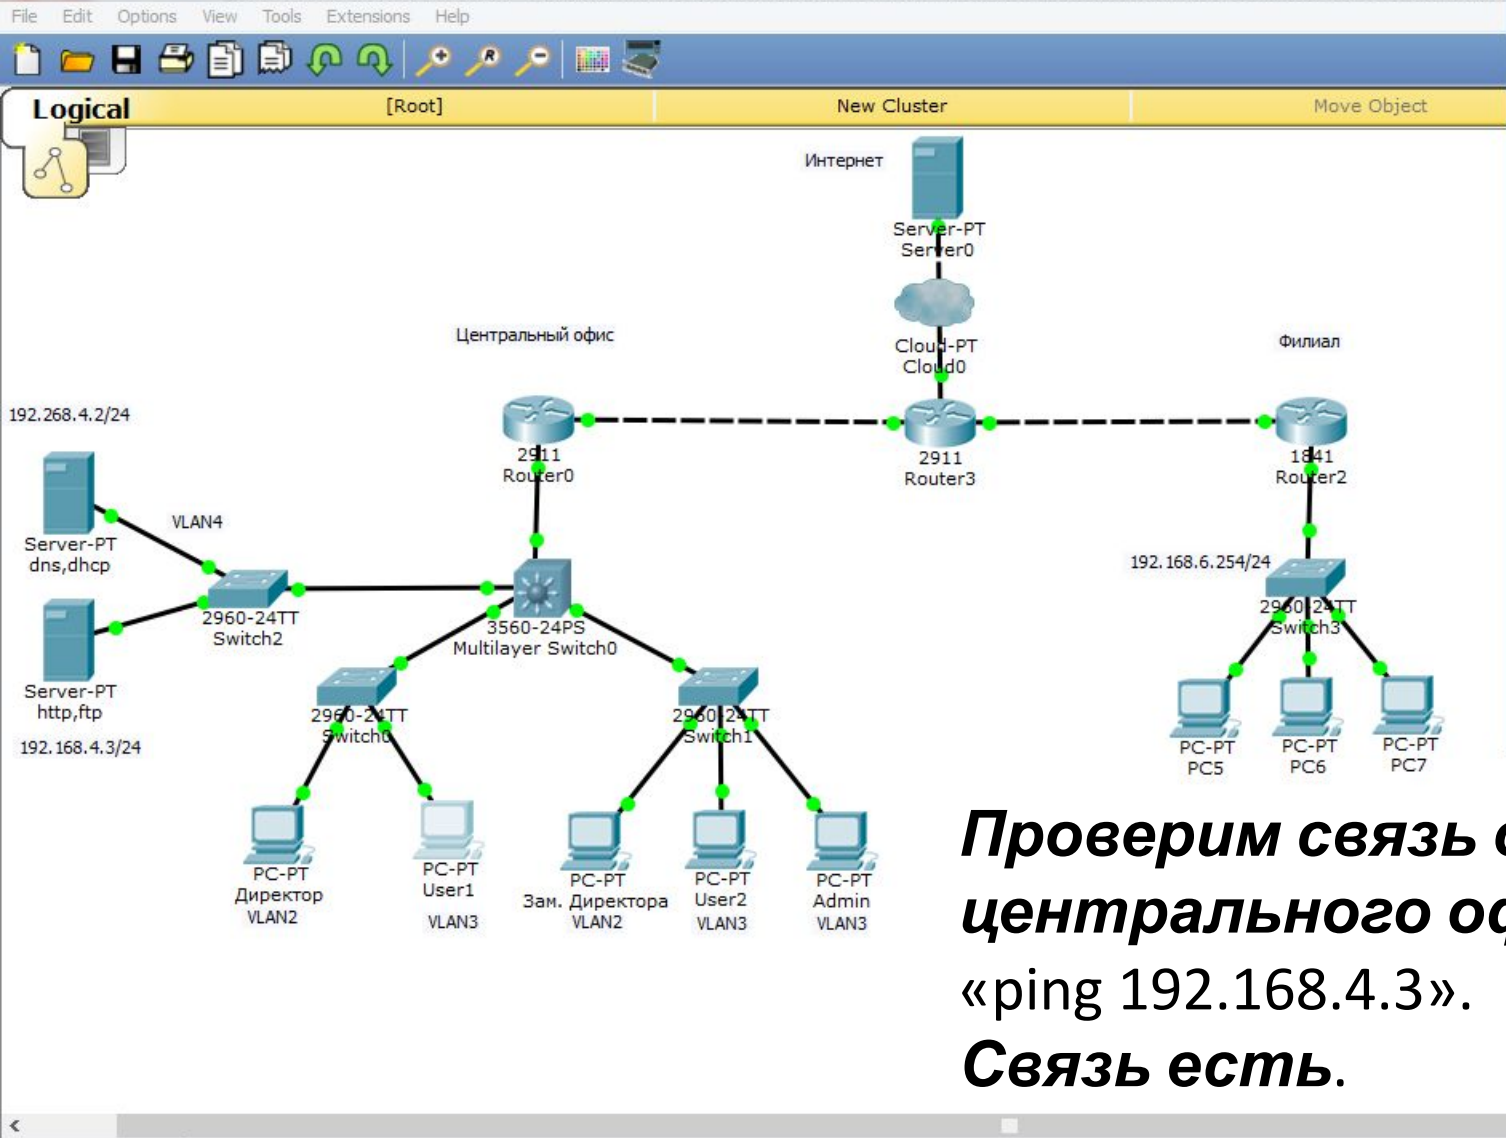 File Edit Options View Tools Extensions Help
Logical
[Root]
New Cluster
Move Object
Интернет
Server-PT
Server0
Центральный офис
Cloud-PT
Cloud0
Филиал
192.268.4.2/24
2911
Router0
2911
Router3
1841
Router2
VLAN4
Server-PT
dns,dhcp
192.168.6.254/24
2960-24TT
Switch2
3560-24PS
Multilayer Switch0
2960-24TT
Switch3
Server-PT
http,ftp
192.168.4.3/24
2960-24TT
Switch0
2960-24TT
Switch1
PC-PT
PC5
PC-PT
PC6
PC-PT
PC7
PC-PT
Директор
VLAN2
PC-PT
User1
VLAN3
PC-PT
Зам. Директора
VLAN2
PC-PT
User2
VLAN3
PC-PT
Admin
VLAN3
Проверим связь
центрального
«ping 192.168.4.3».
Связь есть.